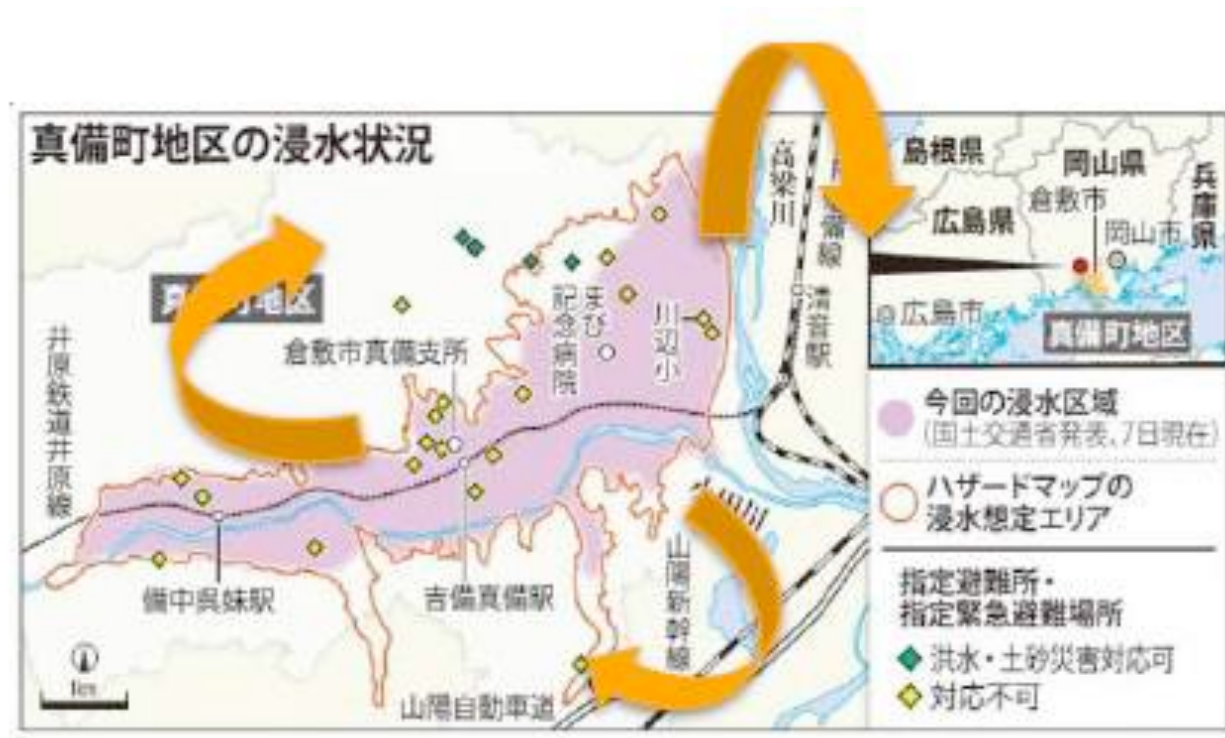 真備町地区の浸水状況
高梁川
清音駅
川辺小
まび
記念病院
倉敷市真備支所
井原鉄道井原線
備中呉妹駅
吉備真備駅
山陽新幹線
山陽自動車道
1km
島根県
岡山県
兵庫県
倉敷市
広島県
岡山市
広島市
真備町地区
今回の浸水区域
(国土交通省発表、7日現在)
ハザードマップの
浸水想定エリア
指定避難所・
指定緊急避難場所
洪水・土砂災害対応可
対応不可